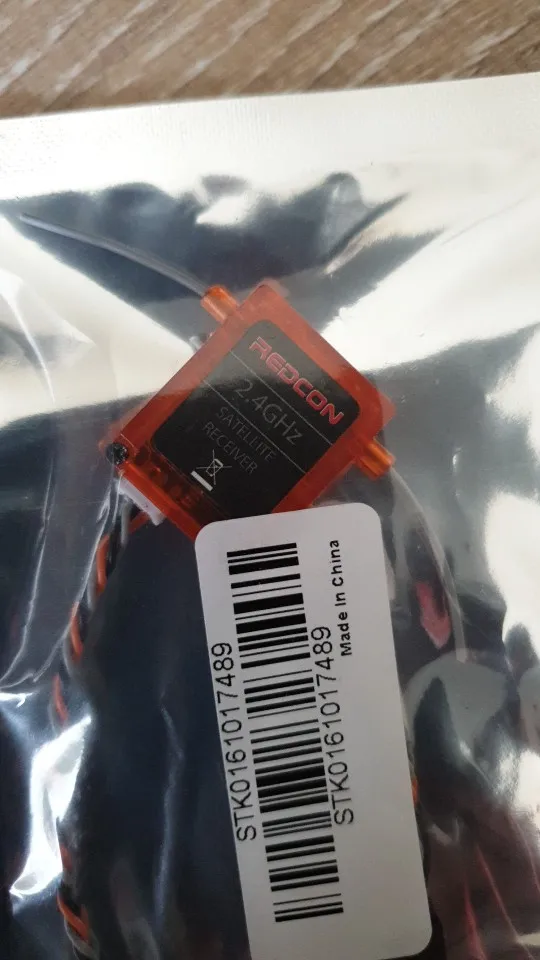 REDCON
2.4GHz
SATELLITE
RECEIVER
STK0161017489
STK0161017489
Made In China